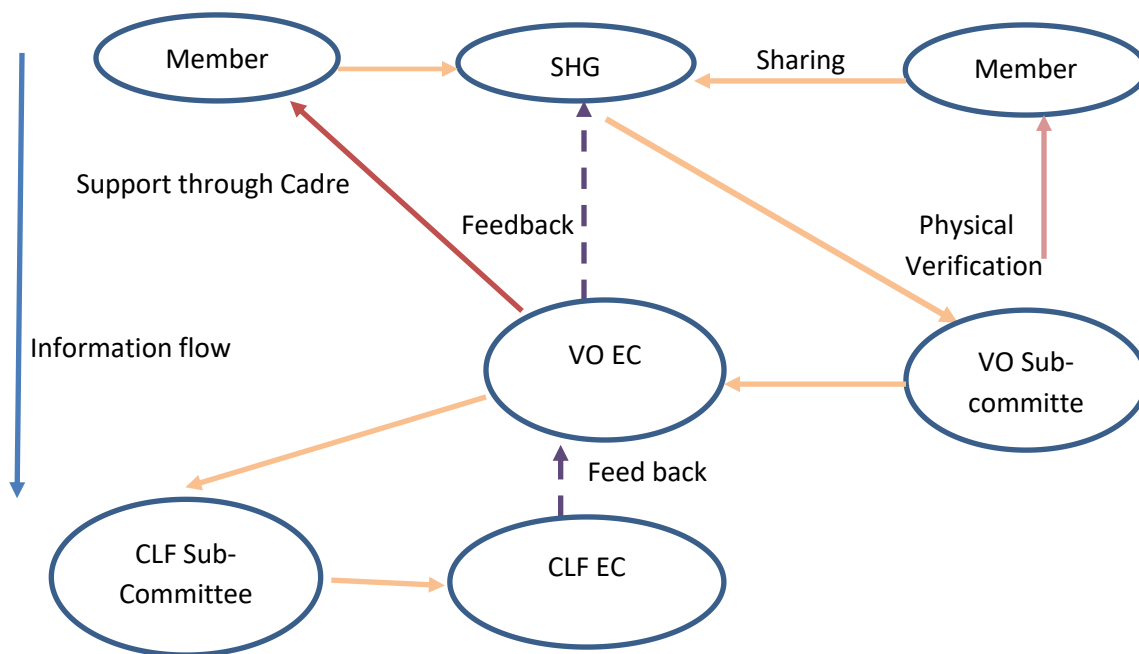 Member
SHG
Sharing
Member
Support through Cadre
Feedback
Physical
Verification
Information flow
VO EC
VO Sub-
committe
Feed back
CLF Sub-
Committee
CLF EC